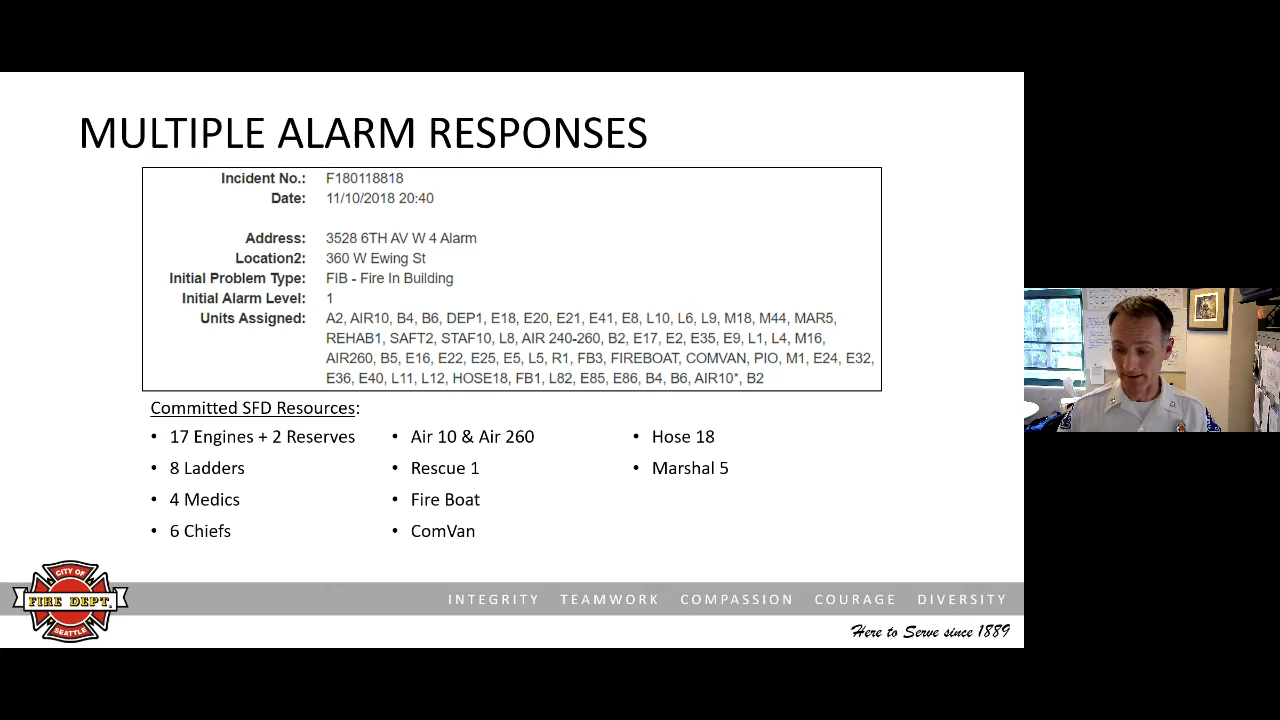 MULTIPLE ALARM RESPONSES
Incident No.: F180118818
Date: 11/10/2018 20:40
Address: 3528 6TH AV W 4 Alarm
Location2: 360 W Ewing St
Initial Problem Type: FIB - Fire In Building
Initial Alarm Level: 1
Units Assigned: A2, AIR10, B4, B6, DEP1, E18, E20, E21, E41, E8, L10, L6, L9, M18, M44, MAR5,
REHAB1, SAFT2, STAF10, L8, AIR 240-260, B2, E17, E2, E35, E9, L1, L4, M16,
AIR260, B5, E16, E22, E25, E5, L5, R1, FB3, FIREBOAT, COMVAN, PIO, M1, E24, E32,
E36, E40, L11, L12, HOSE18, FB1, L82, E85, E86, B4, B6, AIR10*, B2
Committed SFD Resources:
• 17 Engines + 2 Reserves
• 8 Ladders
• 4 Medics
• 6 Chiefs
• Air 10 & Air 260
• Rescue 1
• Fire Boat
• ComVan
• Hose 18
• Marshal 5
CITY OF
FIRE DEPT.
SEATTLE
INTEGRITY TEAMWORK COMPASSION COURAGE DIVERSITY
Here to Serve since 1889